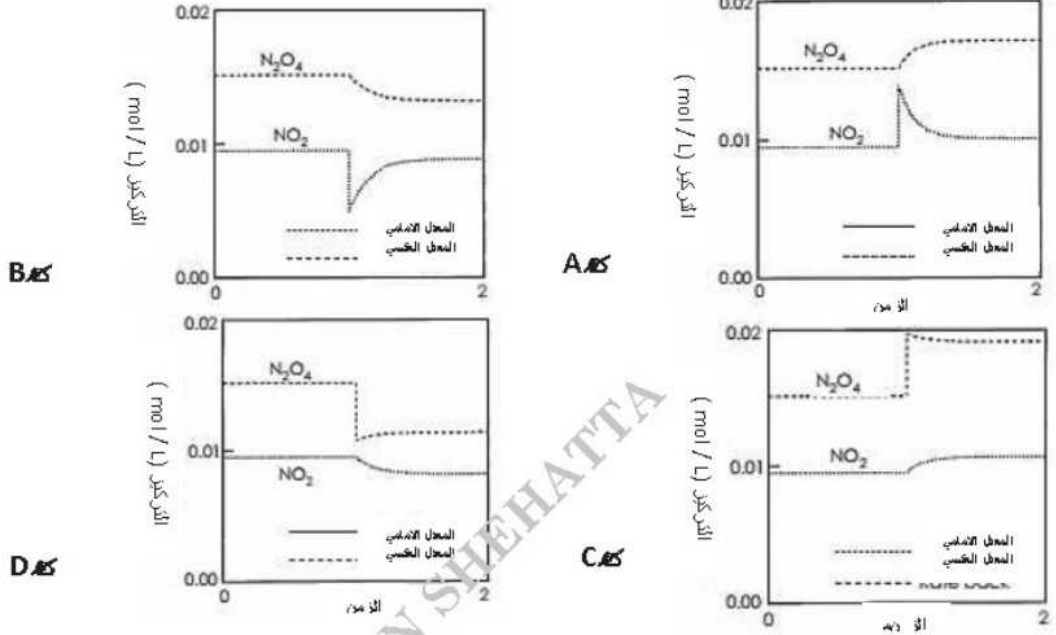 0.02
N₂O₄
NO₂
0.01
0.00
التركيز ( mol / L )
المعدل الامامي
المعدل العكسي
0
2
الزمن
A
0.02
N₂O₄
NO₂
0.01
0.00
التركيز ( mol / L )
المعدل الامامي
المعدل العكسي
0
2
B
0.02
N₂O₄
NO₂
0.01
0.00
التركيز ( mol / L )
المعدل الامامي
المعدل العكسي
0
2
C
0.02
N₂O₄
NO₂
0.01
0.00
التركيز ( mol / L )
المعدل الامامي
المعدل العكسي
0
2
الزمن
D
N SHEHATTA